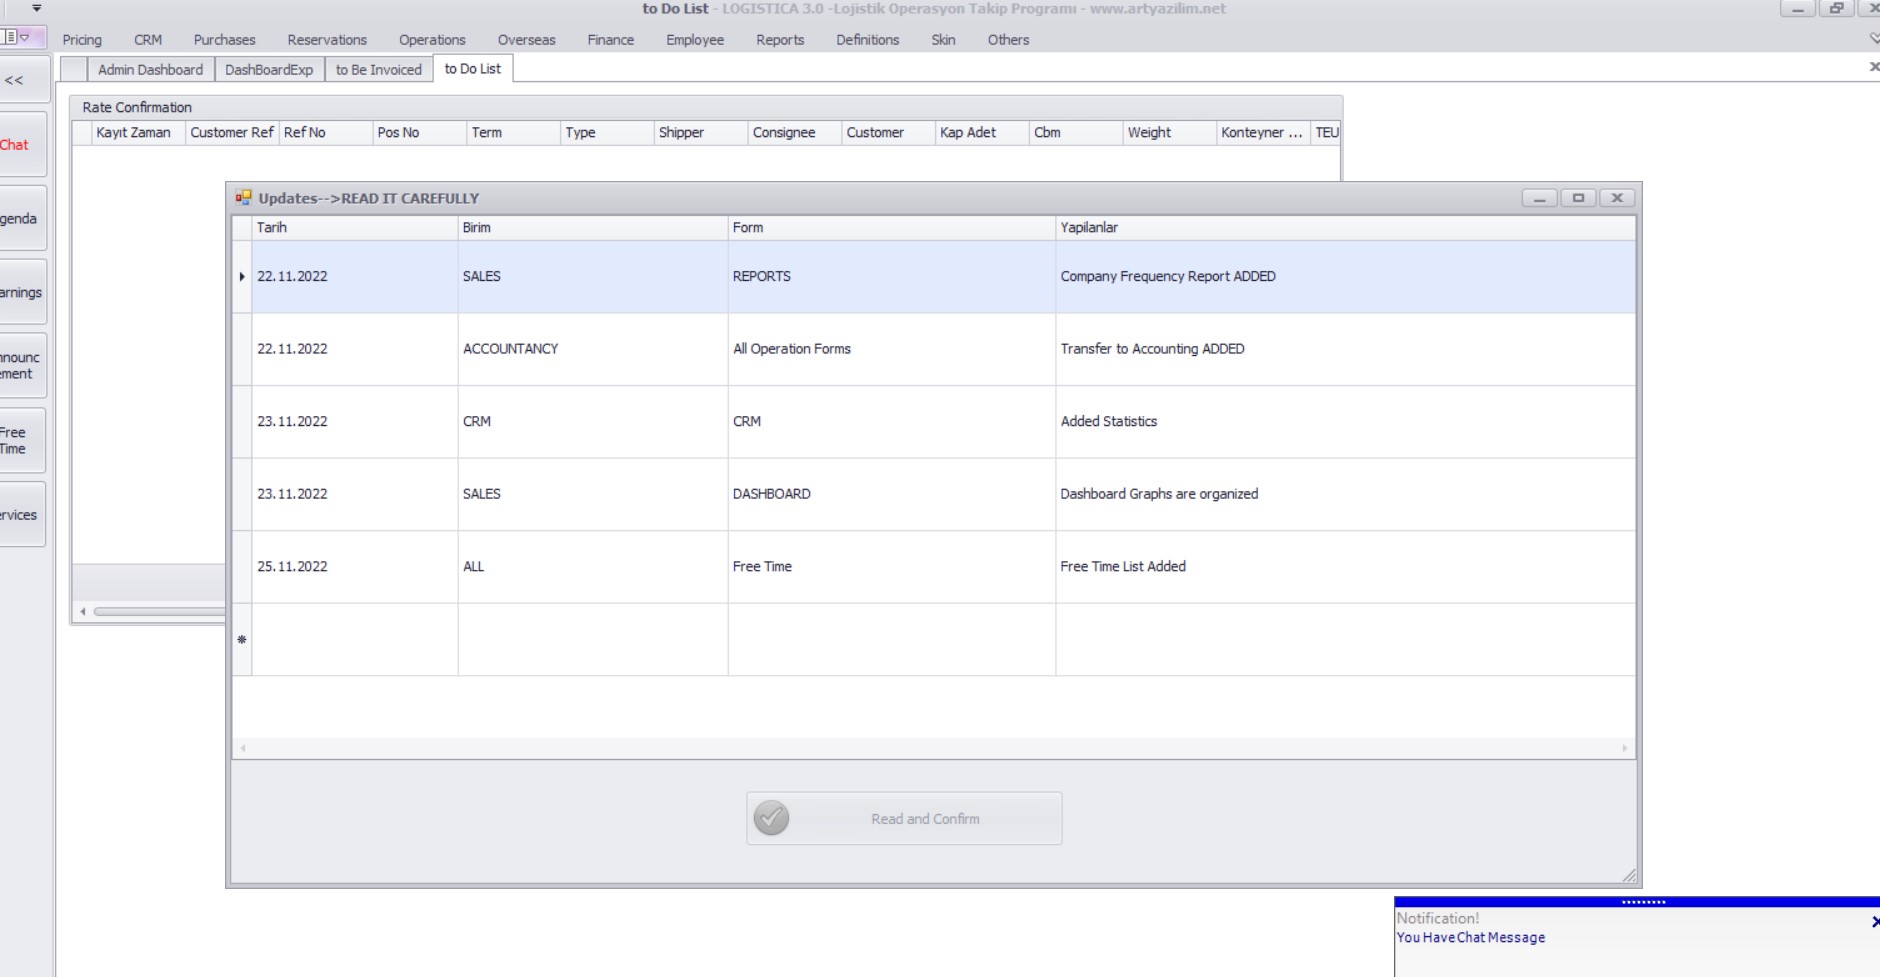 to Do List - LOGISTICA 3.0 -Lojistik Operasyon Takip Programı - www.artyazilim.net
Pricing CRM Purchases Reservations Operations Overseas Finance Employee Reports Definitions Skin Others
<< Admin Dashboard DashBoardExp to Be Invoiced to Do List
Rate Confirmation
Kayıt Zaman Customer Ref Ref No Pos No Term Type Shipper Consignee Customer Kap Adet Cbm Weight Konteyner ... TEU
Chat
genda
arnings
nnounc
ement
Free
Time
ervices
Updates-->READ IT CAREFULLY
Tarih Birim Form Yapilanlar
22.11.2022 SALES REPORTS Company Frequency Report ADDED
22.11.2022 ACCOUNTANCY All Operation Forms Transfer to Accounting ADDED
23.11.2022 CRM CRM Added Statistics
23.11.2022 SALES DASHBOARD Dashboard Graphs are organized
25.11.2022 ALL Free Time Free Time List Added
Read and Confirm
Notification!
You Have Chat Message